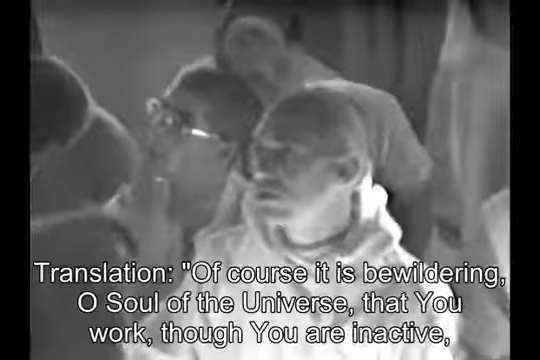 Translation: "Of course it is bewildering,
O Soul of the Universe, that You
work, though You are inactive,